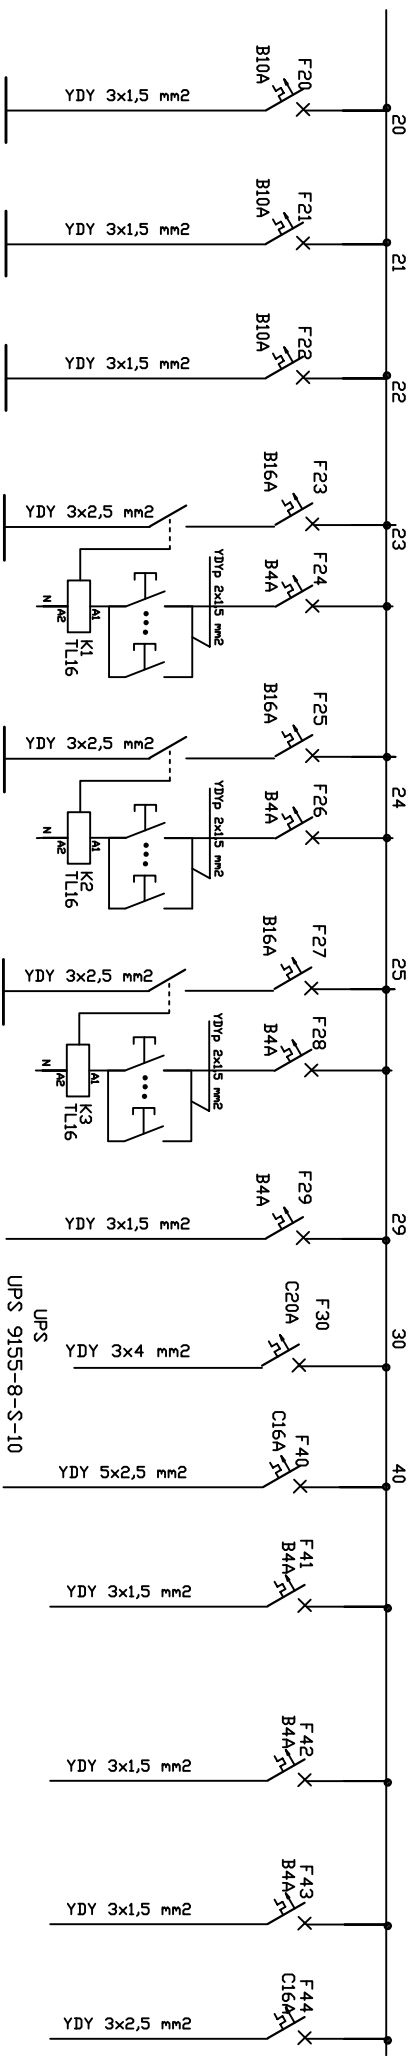 20
F20
B10A
YDY 3x1,5 mm2
21
F21
B10A
YDY 3x1,5 mm2
22
F22
B10A
YDY 3x1,5 mm2
23
F23
B16A
YDY 3x2,5 mm2
F24
B4A
YDYp 2x1,5 mm2
N
A2
A1
K1
TL16
24
F25
B16A
YDY 3x2,5 mm2
F26
B4A
YDYp 2x1,5 mm2
N
A2
A1
K2
TL16
25
F27
B16A
YDY 3x2,5 mm2
F28
B4A
YDYp 2x1,5 mm2
N
A2
A1
K3
TL16
29
F29
B4A
YDY 3x1,5 mm2
30
F30
C20A
YDY 3x4 mm2
UPS
UPS 9155-8-S-10
40
F40
C16A
YDY 5x2,5 mm2
F41
B4A
YDY 3x1,5 mm2
F42
B4A
YDY 3x1,5 mm2
F43
B4A
YDY 3x1,5 mm2
F44
C16A
YDY 3x2,5 mm2